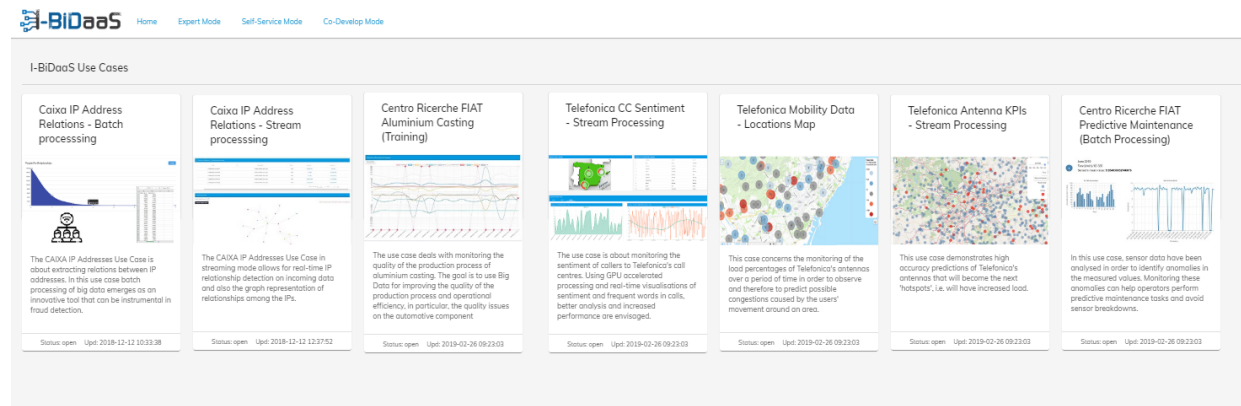 I-BiDaaS
Home Expert Mode Self-Service Mode Co-Develop Mode
I-BiDaaS Use Cases
Caixa IP Address
Relations - Batch
processsing
The CAIXA IP Addresses Use Case is
about extracting relations between IP
addresses. In this use case batch
processing of big data emerges as an
innovative tool that can be instrumental in
fraud detection.
Status: open Upd: 2018-12-12 10:33:38
Caixa IP Address
Relations - Stream
processsing
The CAIXA IP Addresses Use Case in
streaming mode allows for real-time IP
relationship detection on incoming data
and also the graph representation of
relationships among the IPs.
Status: open Upd: 2018-12-12 12:37:52
Centro Ricerche FIAT
Aluminium Casting
(Training)
The use case deals with monitoring the
quality of the production process of
aluminium casting. The goal is to use Big
Data for improving the quality of the
production process and operational
efficiency, in particular, the quality issues
on the automotive component
Status: open Upd: 2019-02-26 09:23:03
Telefonica CC Sentiment
- Stream Processing
The use case is about monitoring the
sentiment of callers to Telefonica's call
centres. Using GPU accelerated
processing and real-time visualisations of
sentiment and frequent words in calls,
better analysis and increased
performance are envisoged.
Status: open Upd: 2019-02-26 09:23:03
Telefonica Mobility Data
- Locations Map
This case concerns the monitoring of the
load percentages of Telefonica's antennas
over a period of time in order to observe
and therefore to predict possible
congestions caused by the users'
movement around an area.
Status: open Upd: 2019-02-26 09:23:03
Telefonica Antenna KPIs
- Stream Processing
This use case demonstrates high
accuracy predictions of Telefonica's
antennas that will become the next
'hotspots', i.e. will have increased load.
Status: open Upd: 2019-02-26 09:23:03
Centro Ricerche FIAT
Predictive Maintenance
(Batch Processing)
In this use case, sensor data have been
analysed in order to identify anomalies in
the measured values. Monitoring these
anomalies can help operators perform
predictive maintenance tasks and avoid
sensor breakdowns.
Status: open Upd: 2019-02-26 09:23:03